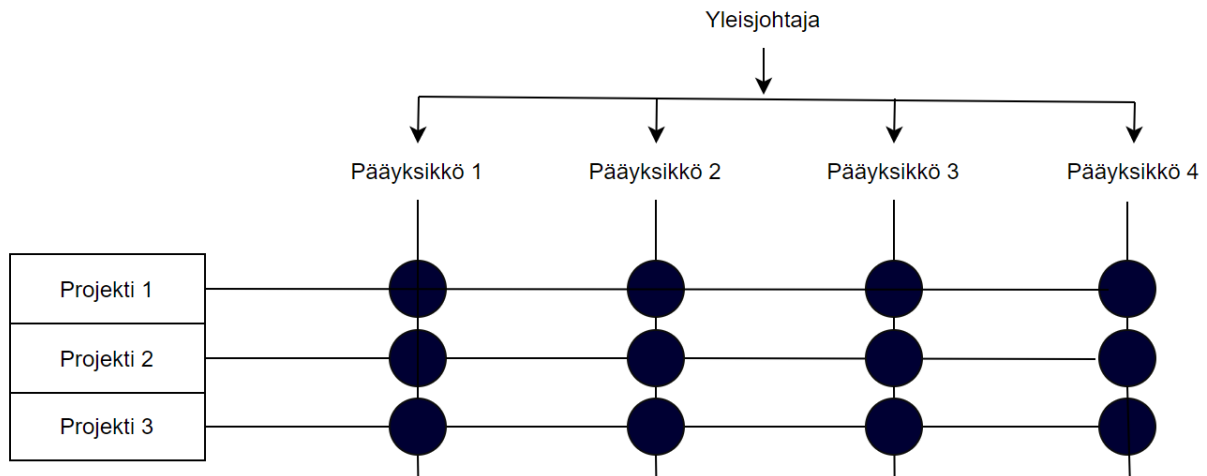 Yleisjohtaja
Pääyksikkö 1
Pääyksikkö 2
Pääyksikkö 3
Pääyksikkö 4
Projekti 1
Projekti 2
Projekti 3